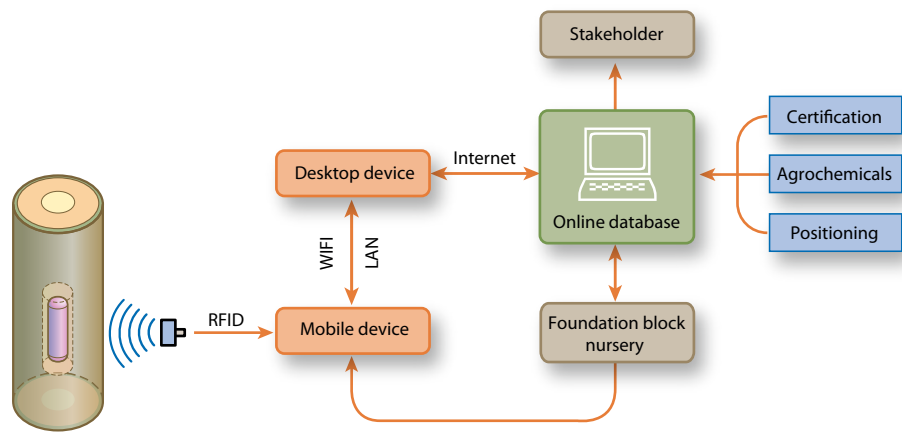 Stakeholder
Certification
Internet
Desktop device
Agrochemicals
Online database
Positioning
WIFI
LAN
RFID
Mobile device
Foundation block
nursery